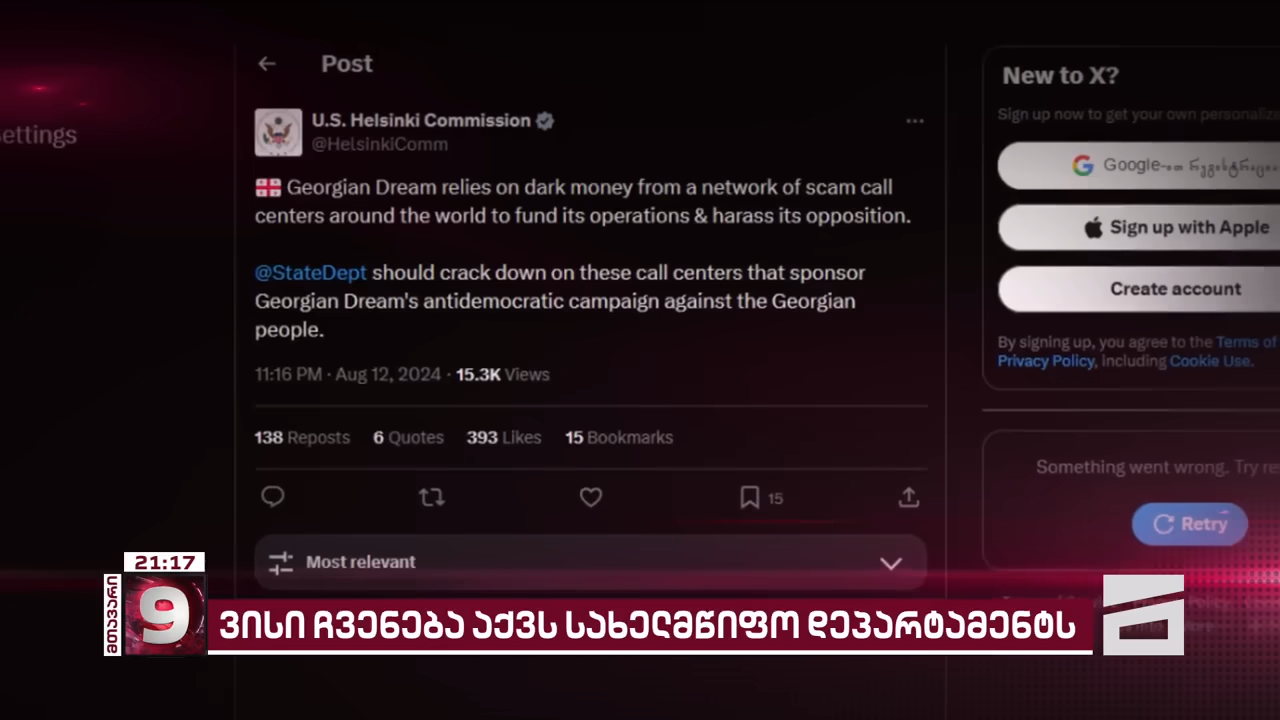 Post
ettings
U.S. Helsinki Commission
@HelsinkiComm
🇬🇪 Georgian Dream relies on dark money from a network of scam call
centers around the world to fund its operations & harass its opposition.
@StateDept should crack down on these call centers that sponsor
Georgian Dream's antidemocratic campaign against the Georgian
people.
11:16 PM · Aug 12, 2024 · 15.3K Views
138 Reposts 6 Quotes 393 Likes 15 Bookmarks
15
Most relevant
New to X?
Sign up now to get your own personaliz
Google-ით რეგისტრაცია
Sign up with Apple
Create account
By signing up, you agree to the Terms of
Privacy Policy, including Cookie Use.
Something went wrong. Try re
Retry
21:17
მთავარი
9
ვისი ჩვენება აქვს სახელმწიფო დეპარტამენტს